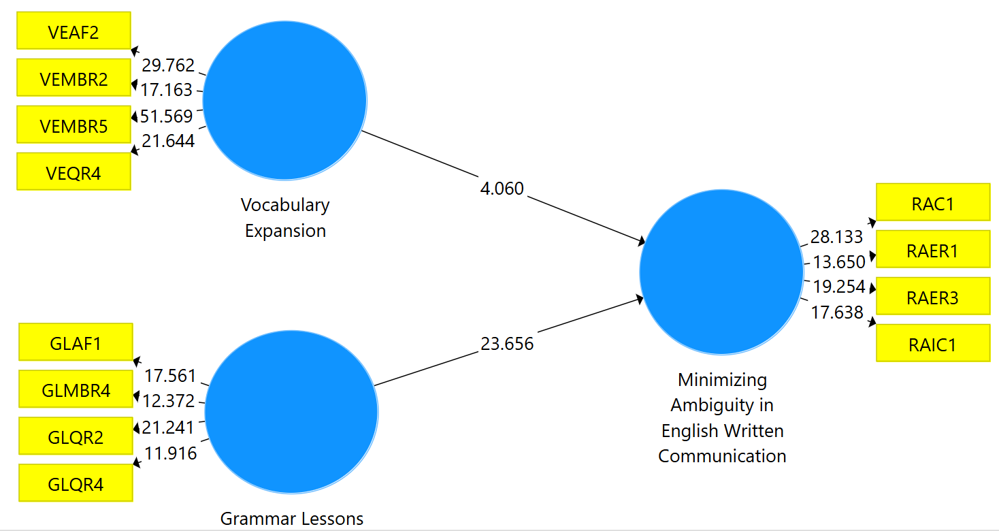 VEAF2
29.762
VEMBR2
17.163
VEMBR5
51.569
VEQR4
21.644
Vocabulary
Expansion
4.060
RAC1
28.133
RAER1
13.650
RAER3
19.254
RAIC1
17.638
Minimizing
Ambiguity in
English Written
Communication
23.656
GLAF1
17.561
GLMBR4
12.372
GLQR2
21.241
GLQR4
11.916
Grammar Lessons